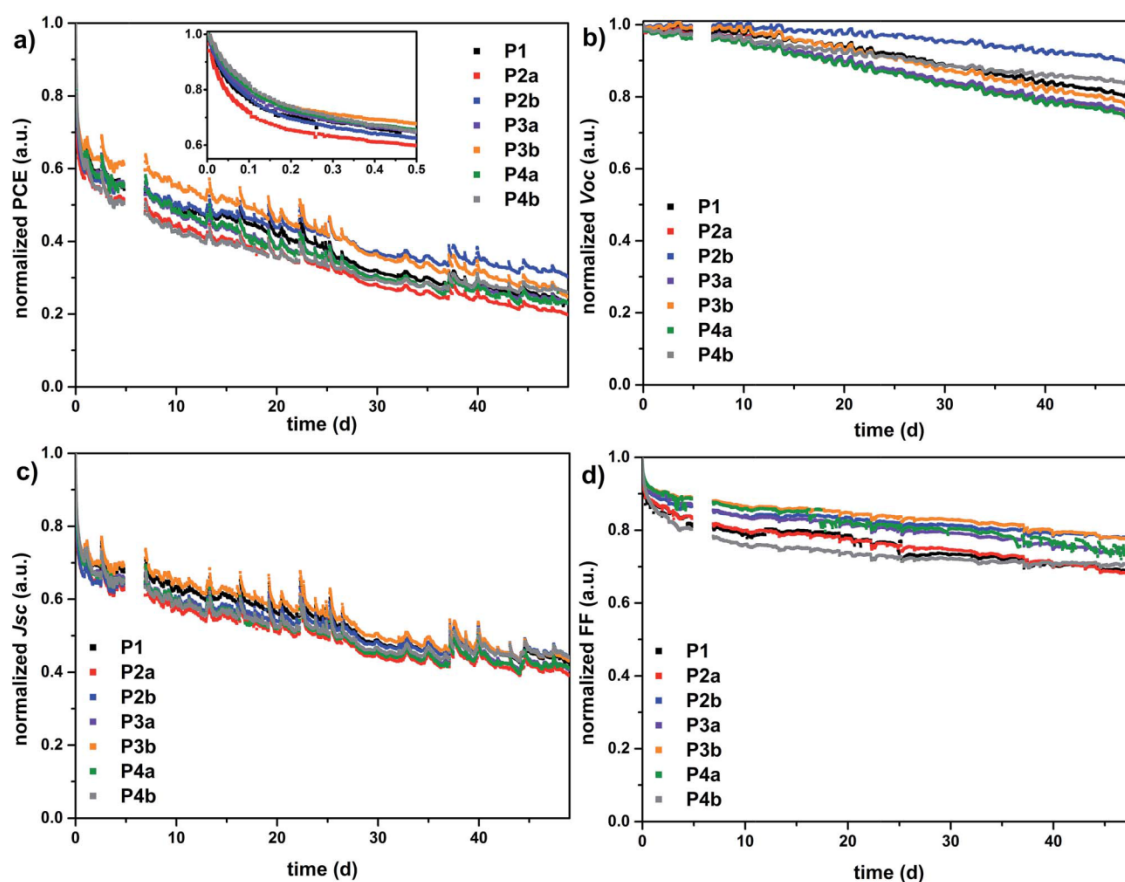 a)
normalized PCE (a.u.)
1.0
0.8
0.6
0.4
0.2
0.0
0
10
20
30
40
time (d)
1.0
0.8
0.6
0.0
0.1
0.2
0.3
0.4
0.5
P1
P2a
P2b
P3a
P3b
P4a
P4b
b)
normalized Voc (a.u.)
1.0
0.8
0.6
0.4
0.2
0.0
0
10
20
30
40
time (d)
P1
P2a
P2b
P3a
P3b
P4a
P4b
c)
normalized Jsc (a.u.)
1.0
0.8
0.6
0.4
0.2
0.0
0
10
20
30
40
time (d)
P1
P2a
P2b
P3a
P3b
P4a
P4b
d)
normalized FF (a.u.)
1.0
0.8
0.6
0.4
0.2
0.0
0
10
20
30
40
time (d)
P1
P2a
P2b
P3a
P3b
P4a
P4b